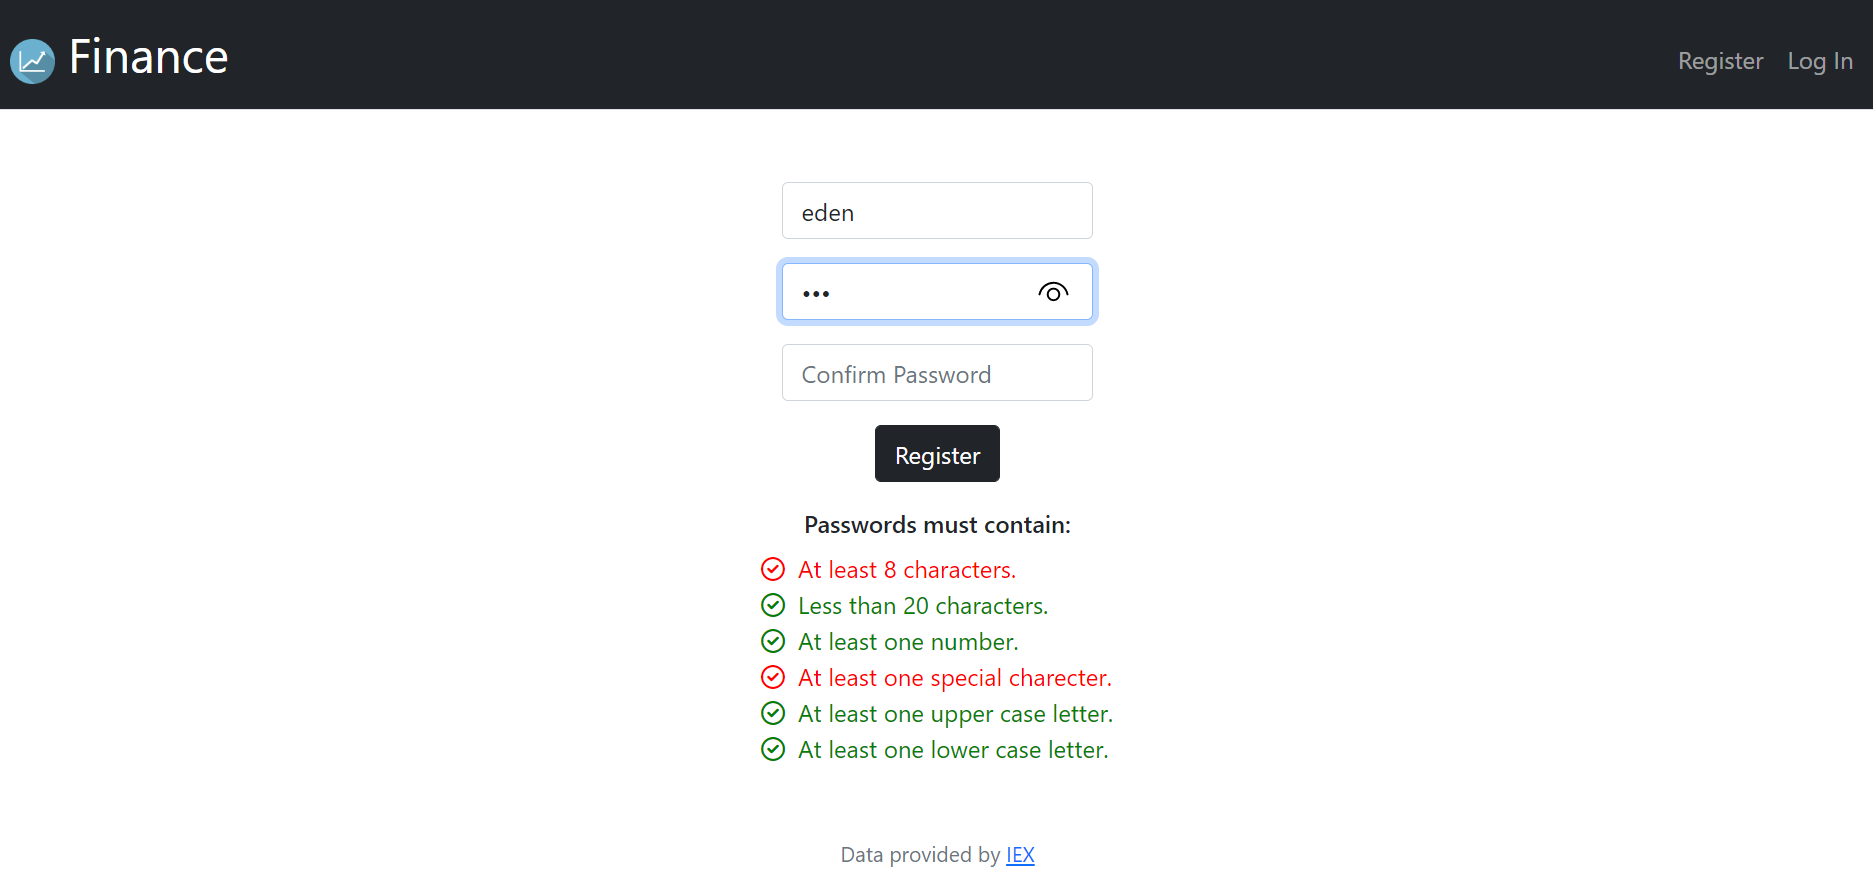 Finance
Register Log In
eden
•••
Confirm Password
Register
Passwords must contain:
At least 8 characters.
Less than 20 characters.
At least one number.
At least one special charecter.
At least one upper case letter.
At least one lower case letter.
Data provided by IEX